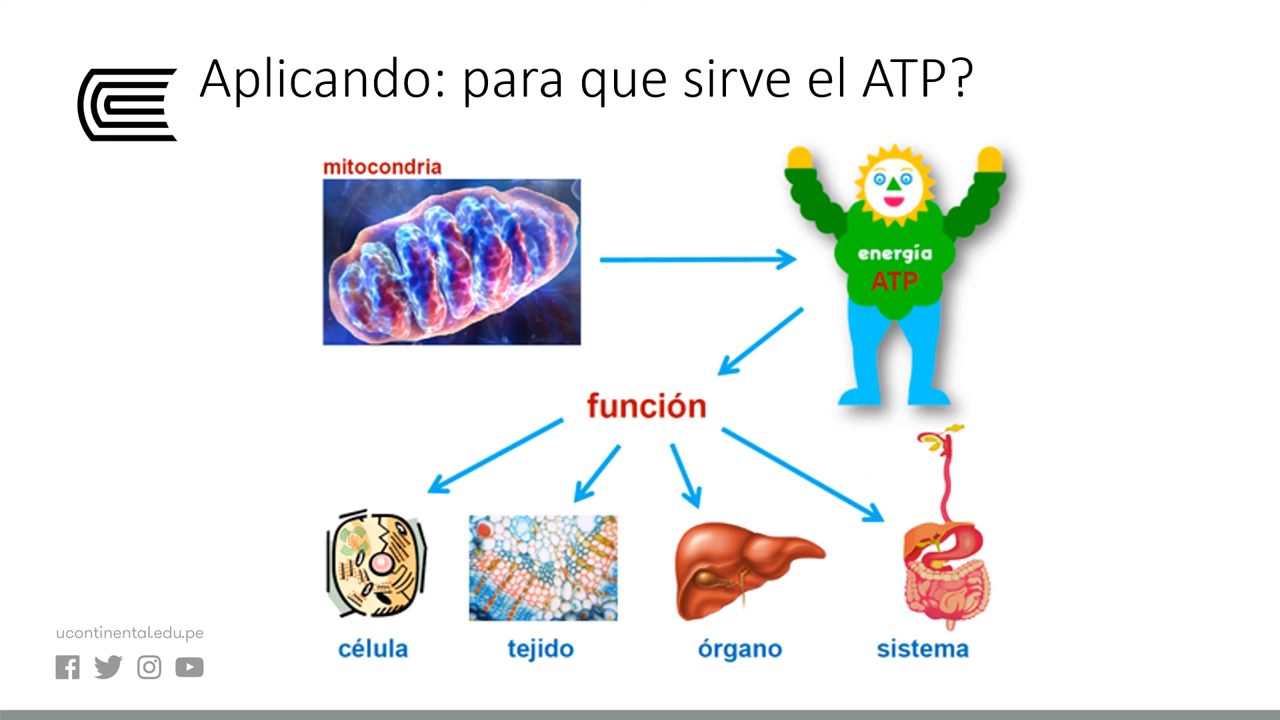 Aplicando: para que sirve el ATP?
mitocondria
energía
ATP
función
célula
tejido
órgano
sistema
ucontinental.edu.pe